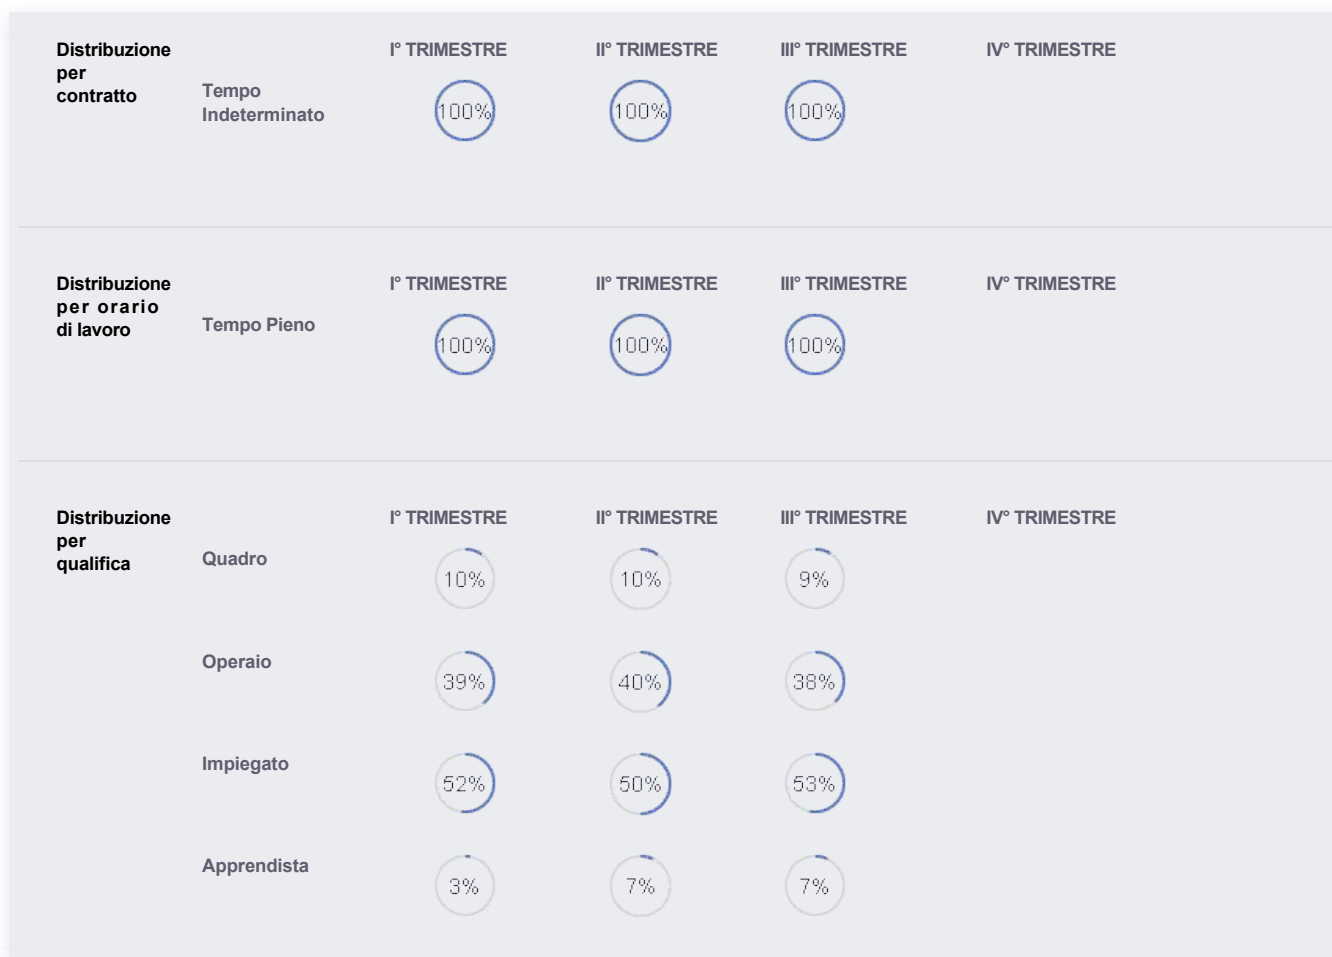 Distribuzione
per
contratto
I° TRIMESTRE II° TRIMESTRE III° TRIMESTRE IV° TRIMESTRE
Tempo
Indeterminato
100% 100% 100%
Distribuzione
per orario
di lavoro
I° TRIMESTRE II° TRIMESTRE III° TRIMESTRE IV° TRIMESTRE
Tempo Pieno
100% 100% 100%
Distribuzione
per
qualifica
I° TRIMESTRE II° TRIMESTRE III° TRIMESTRE IV° TRIMESTRE
Quadro
10% 10% 9%
Operaio
39% 40% 38%
Impiegato
52% 50% 53%
Apprendista
3% 7% 7%